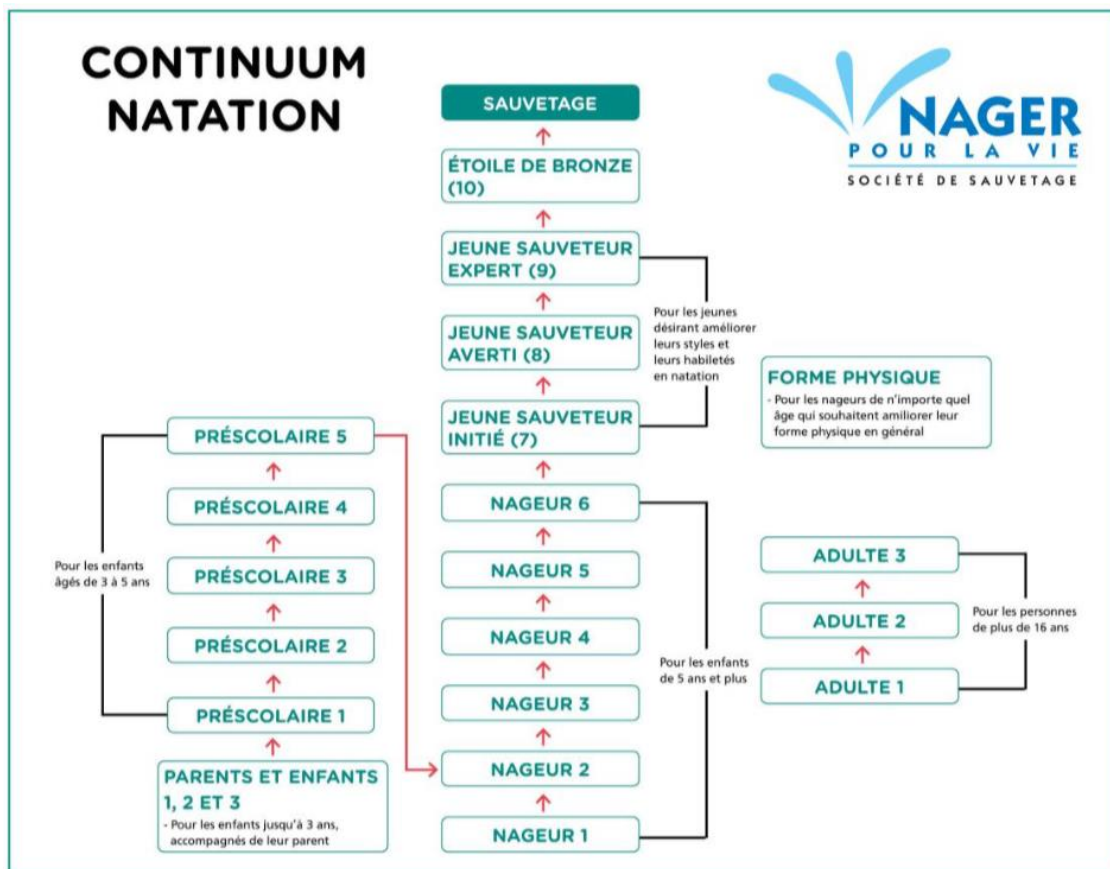 CONTINUUM
NATATION
NAGER
POUR LA VIE
SOCIÉTÉ DE SAUVETAGE
SAUVETAGE
ÉTOILE DE BRONZE
(10)
JEUNE SAUVETEUR
EXPERT (9)
JEUNE SAUVETEUR
AVERTI (8)
JEUNE SAUVETEUR
INITIÉ (7)
Pour les jeunes
désirant améliorer
leurs styles et
leurs habiletés
en natation
FORME PHYSIQUE
- Pour les nageurs de n'importe quel
âge qui souhaitent amiliorer leur
forme physique en général
PRÉSCOLAIRE 5
PRÉSCOLAIRE 4
PRÉSCOLAIRE 3
PRÉSCOLAIRE 2
PRÉSCOLAIRE 1
Pour les enfants
âgés de 3 à 5 ans
PARENTS ET ENFANTS
1, 2 ET 3
- Pour les enfants jusqu'à 3 ans,
accompagnés de leur parent
NAGEUR 6
NAGEUR 5
NAGEUR 4
NAGEUR 3
NAGEUR 2
NAGEUR 1
Pour les enfants
de 5 ans et plus
ADULTE 3
ADULTE 2
ADULTE 1
Pour les personnes
de plus de 16 ans